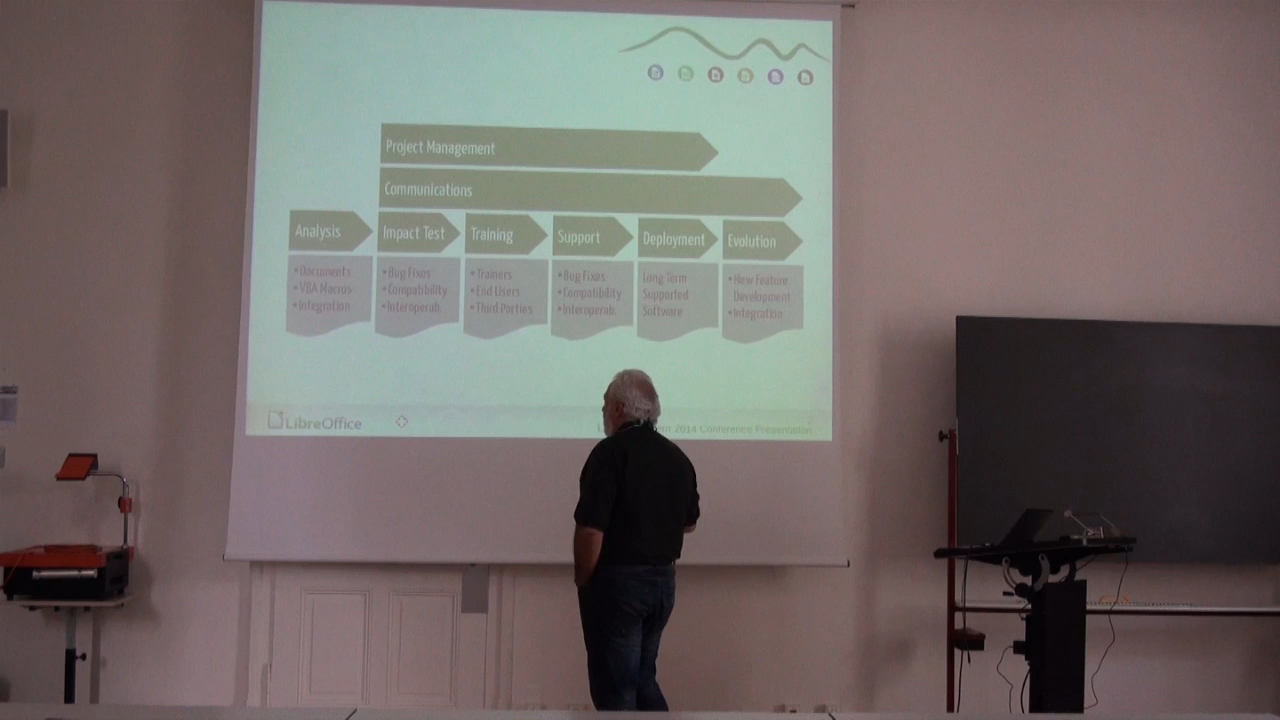 Project Management
Communications
Analysis
Impact Test
Training
Support
Deployment
Evolution
•Documents
•VBA Macros
•Integration
•Bug Fixes
•Compatibility
•Interoperab.
•Trainers
•End Users
•Third Parties
•Bug Fixes
•Compatibility
•Interoperab.
Long Term
Supported
Software
•New Feature
Development
•Integration
LibreOffice
2014 Conference Presentation